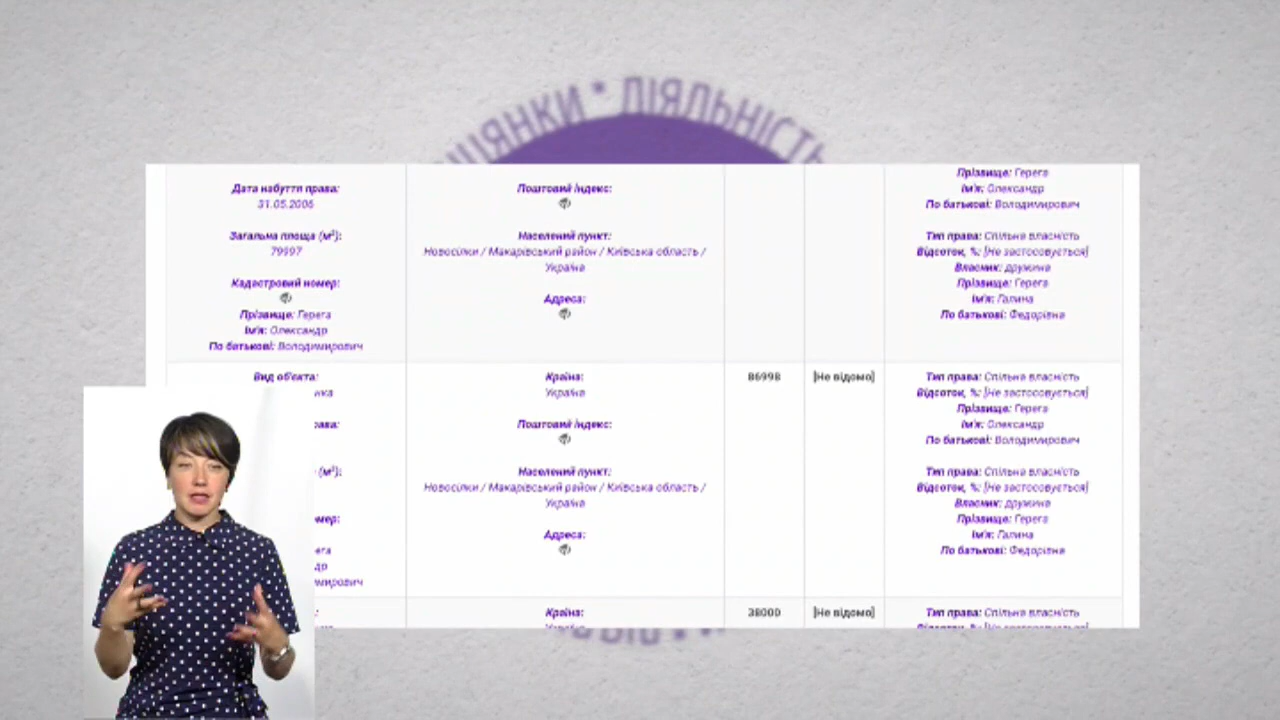 ДІЯЛЬНІСТЬ
Дата набуття права:
31.05.2006
Загальна площа (м²):
79997
Кадастровий номер:
Прізвище: Герега
Ім'я: Олександр
По батькові: Володимирович
Поштовий індекс:
Населений пункт:
Новосілки / Макарівський район / Київська область /
Україна
Адреса:
Прізвище: Герега
Ім'я: Олександр
По батькові: Володимирович
Тип права: Спільна власність
Відсоток, %: [Не застосовується]
Власник: дружина
Прізвище: Герега
Ім'я: Галина
По батькові: Федорівна
Вид об'єкта:
Країна:
Україна
Поштовий індекс:
Населений пункт:
Новосілки / Макарівський район / Київська область /
Україна
Адреса:
86998
[Не відомо]
Тип права: Спільна власність
Відсоток, %: [Не застосовується]
Прізвище: Герега
Ім'я: Олександр
По батькові: Володимирович
Тип права: Спільна власність
Відсоток, %: [Не застосовується]
Власник: дружина
Прізвище: Герега
Ім'я: Галина
По батькові: Федорівна
Країна:
38000
[Не відомо]
Тип права: Спільна власність